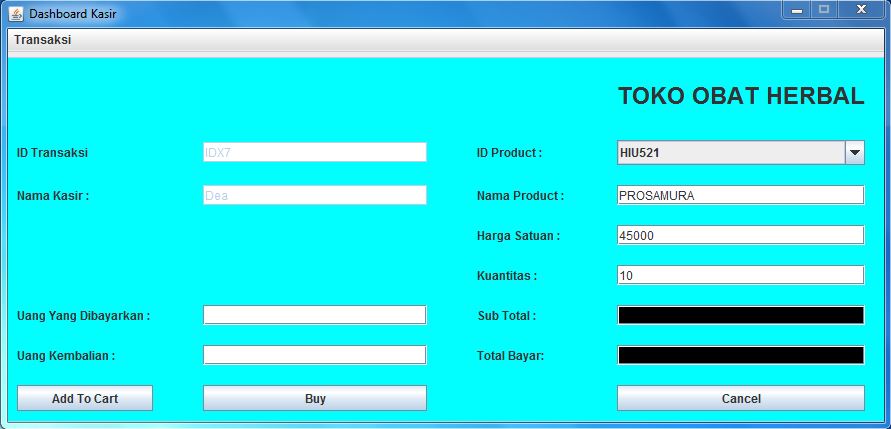 Dashboard Kasir
Transaksi
TOKO OBAT HERBAL
ID Transaksi IDX7 ID Product : HIU521
Nama Kasir : Dea Nama Product : PROSAMURA
Harga Satuan : 45000
Kuantitas : 10
Uang Yang Dibayarkan : Sub Total :
Uang Kembalian : Total Bayar:
Add To Cart Buy Cancel